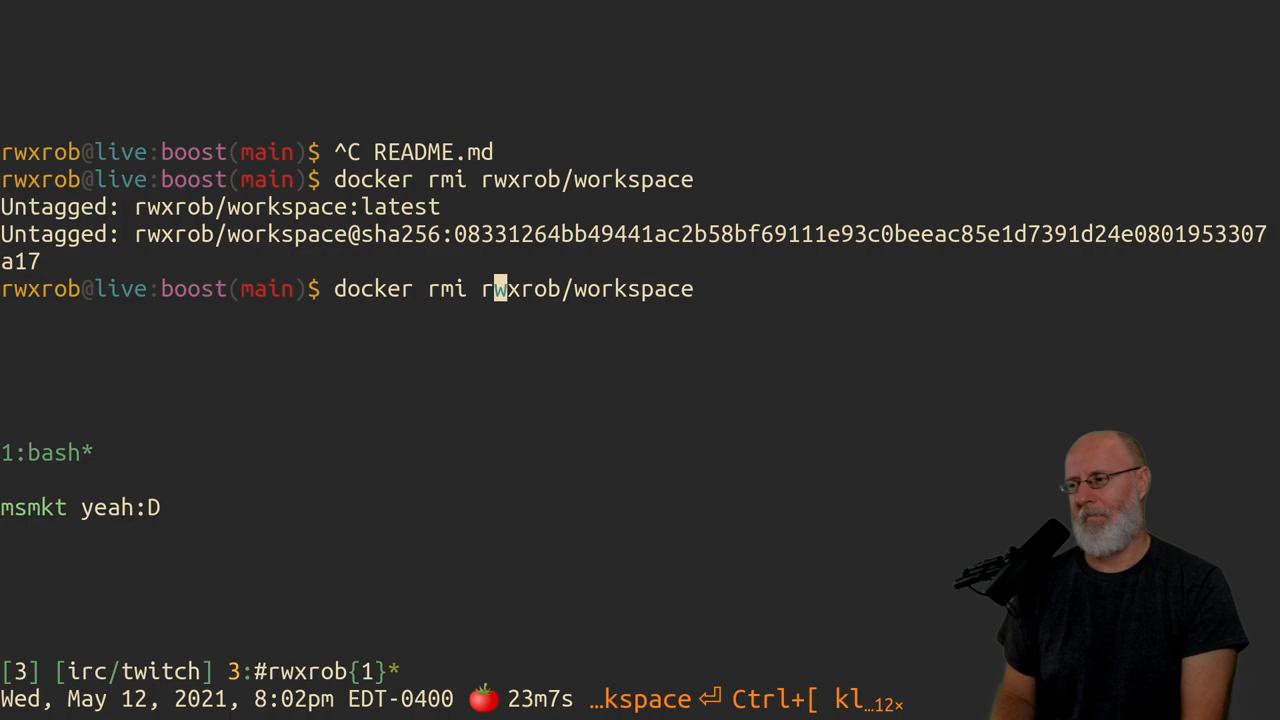 rwxrob@live:boost(main)$ ^C README.md
rwxrob@live:boost(main)$ docker rmi rwxrob/workspace
Untagged: rwxrob/workspace:latest
Untagged: rwxrob/workspace@sha256:08331264bb49441ac2b58bf69111e93c0beeac85e1d7391d24e0801953307
a17
rwxrob@live:boost(main)$ docker rmi rwxrob/workspace
1:bash*
msmkt yeah:D
[3] [irc/twitch] 3:#rwxrob{1}*
Wed, May 12, 2021, 8:02pm EDT-0400 🍅 23m7s …kspace⏎ Ctrl+[ kl…12×